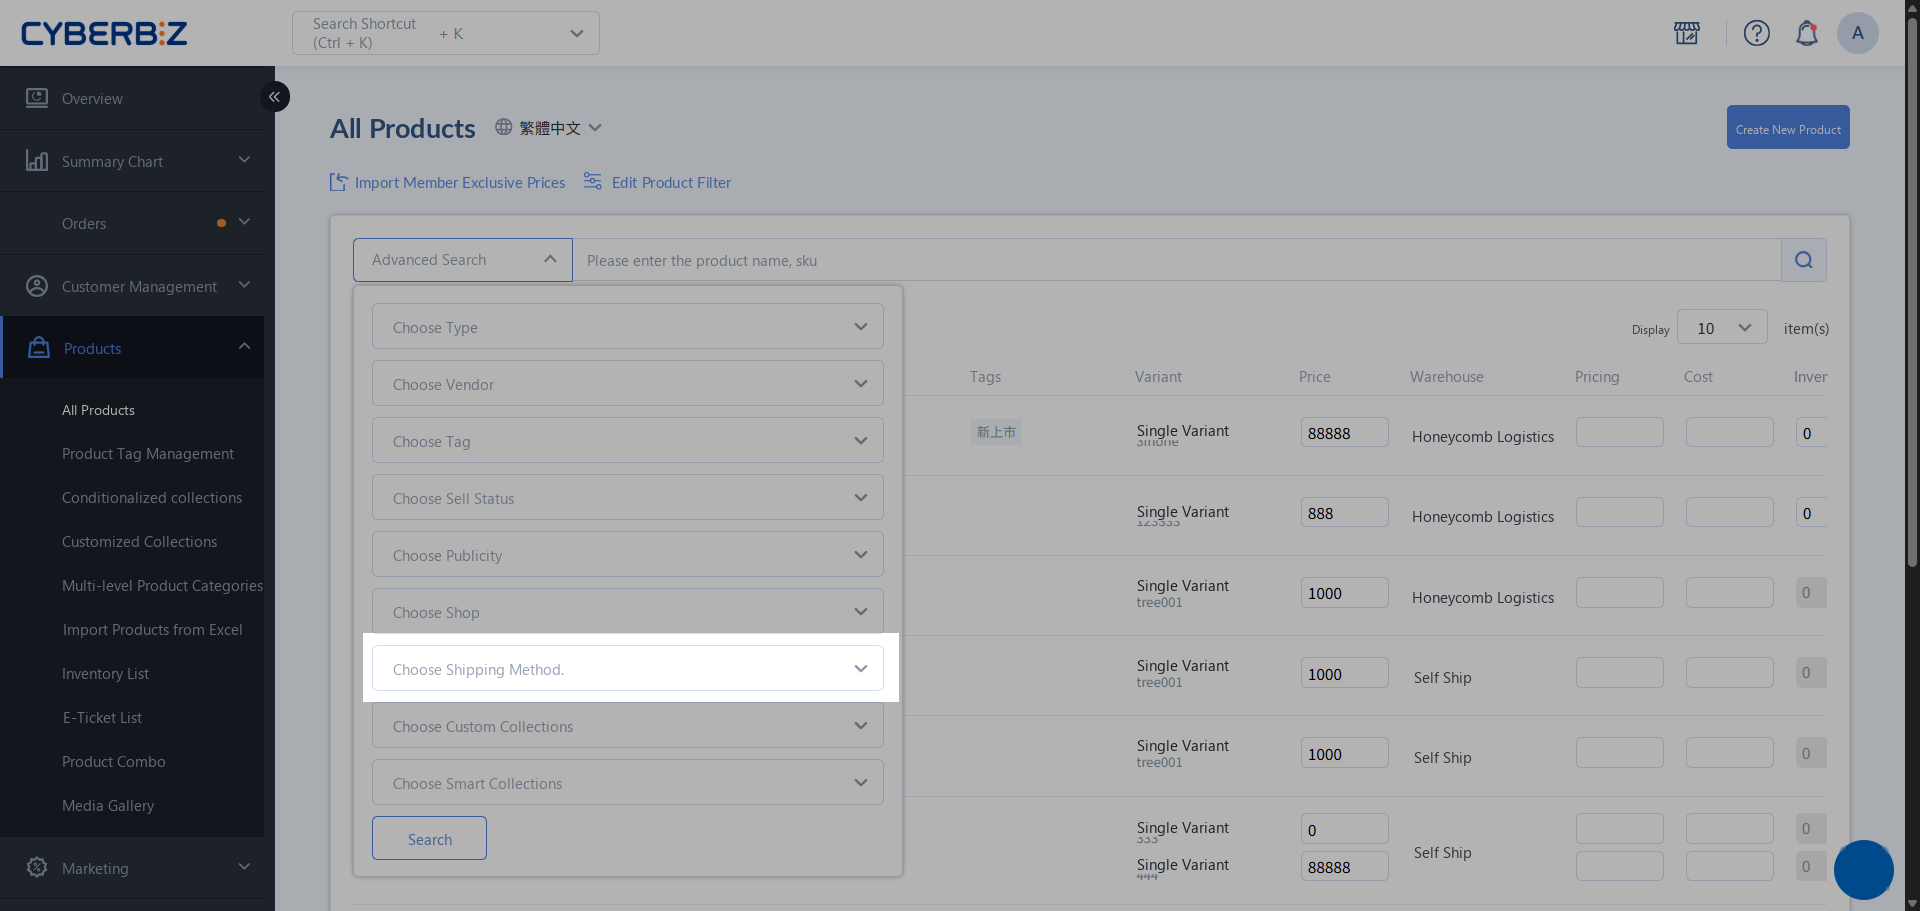 CYBERBIZ
Search Shortcut
(Ctrl + K)
+ K
A
Overview
Summary Chart
Orders
Customer Management
Products
All Products
Product Tag Management
Conditionalized collections
Customized Collections
Multi-level Product Categories
Import Products from Excel
Inventory List
E-Ticket List
Product Combo
Media Gallery
Marketing
All Products
繁體中文
Create New Product
Import Member Exclusive Prices
Edit Product Filter
Advanced Search
Please enter the product name, sku
Choose Type
Choose Vendor
Choose Tag
Choose Sell Status
Choose Publicity
Choose Shop
Choose Shipping Method.
Choose Custom Collections
Choose Smart Collections
Search
Display 10 item(s)
Tags Variant Price Warehouse Pricing Cost Inver
新上市 Single Variant 88888 Honeycomb Logistics 0
Single Variant 888 Honeycomb Logistics 0
Single Variant
tree001
1000 Honeycomb Logistics 0
Single Variant
tree001
1000 Self Ship 0
Single Variant
tree001
1000 Self Ship 0
Single Variant 0 0
333
Self Ship
Single Variant 88888 0
444